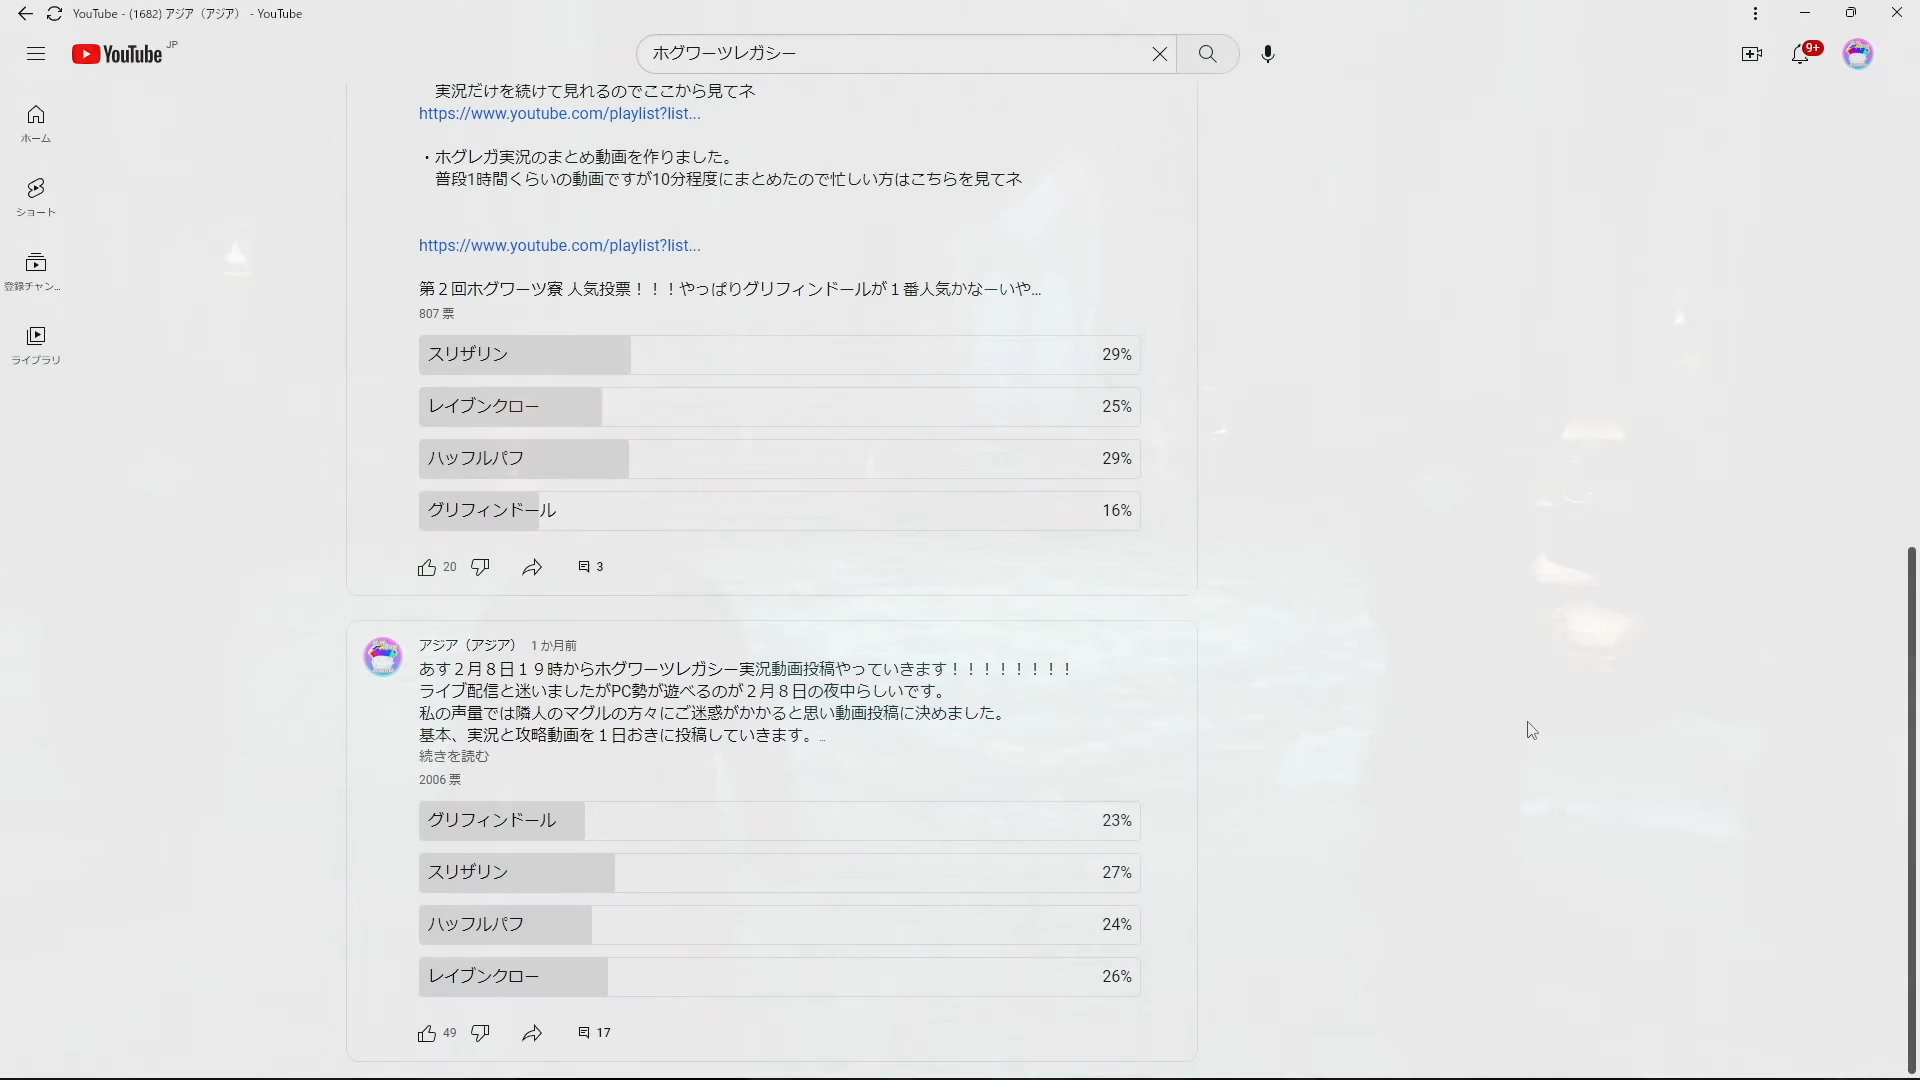 YouTube - (1682) アジア（アジア） - YouTube
YouTube JP
ホグワーツレガシー
9+
ホーム
ショート
登録チャン...
ライブラリ
実況だけを続けて見れるのでここから見てネ
https://www.youtube.com/playlist?list...
・ホグレガ実況のまとめ動画を作りました。
普段1時間くらいの動画ですが10分程度にまとめたので忙しい方はこちらを見てネ
https://www.youtube.com/playlist?list...
第２回ホグワーツ寮 人気投票！！！やっぱりグリフィンドールが１番人気かなーいや...
807 票
スリザリン 29%
レイブンクロー 25%
ハッフルパフ 29%
グリフィンドール 16%
20 3
アジア（アジア） 1 か月前
あす２月８日１９時からホグワーツレガシー実況動画投稿やっていきます！！！！！！！！
ライブ配信と迷いましたがPC勢が遊べるのが２月８日の夜中らしいです。
私の声量では隣人のマグルの方々にご迷惑がかかると思い動画投稿に決めました。
基本、実況と攻略動画を１日おきに投稿していきます。...
続きを読む
2006 票
グリフィンドール 23%
スリザリン 27%
ハッフルパフ 24%
レイブンクロー 26%
49 17